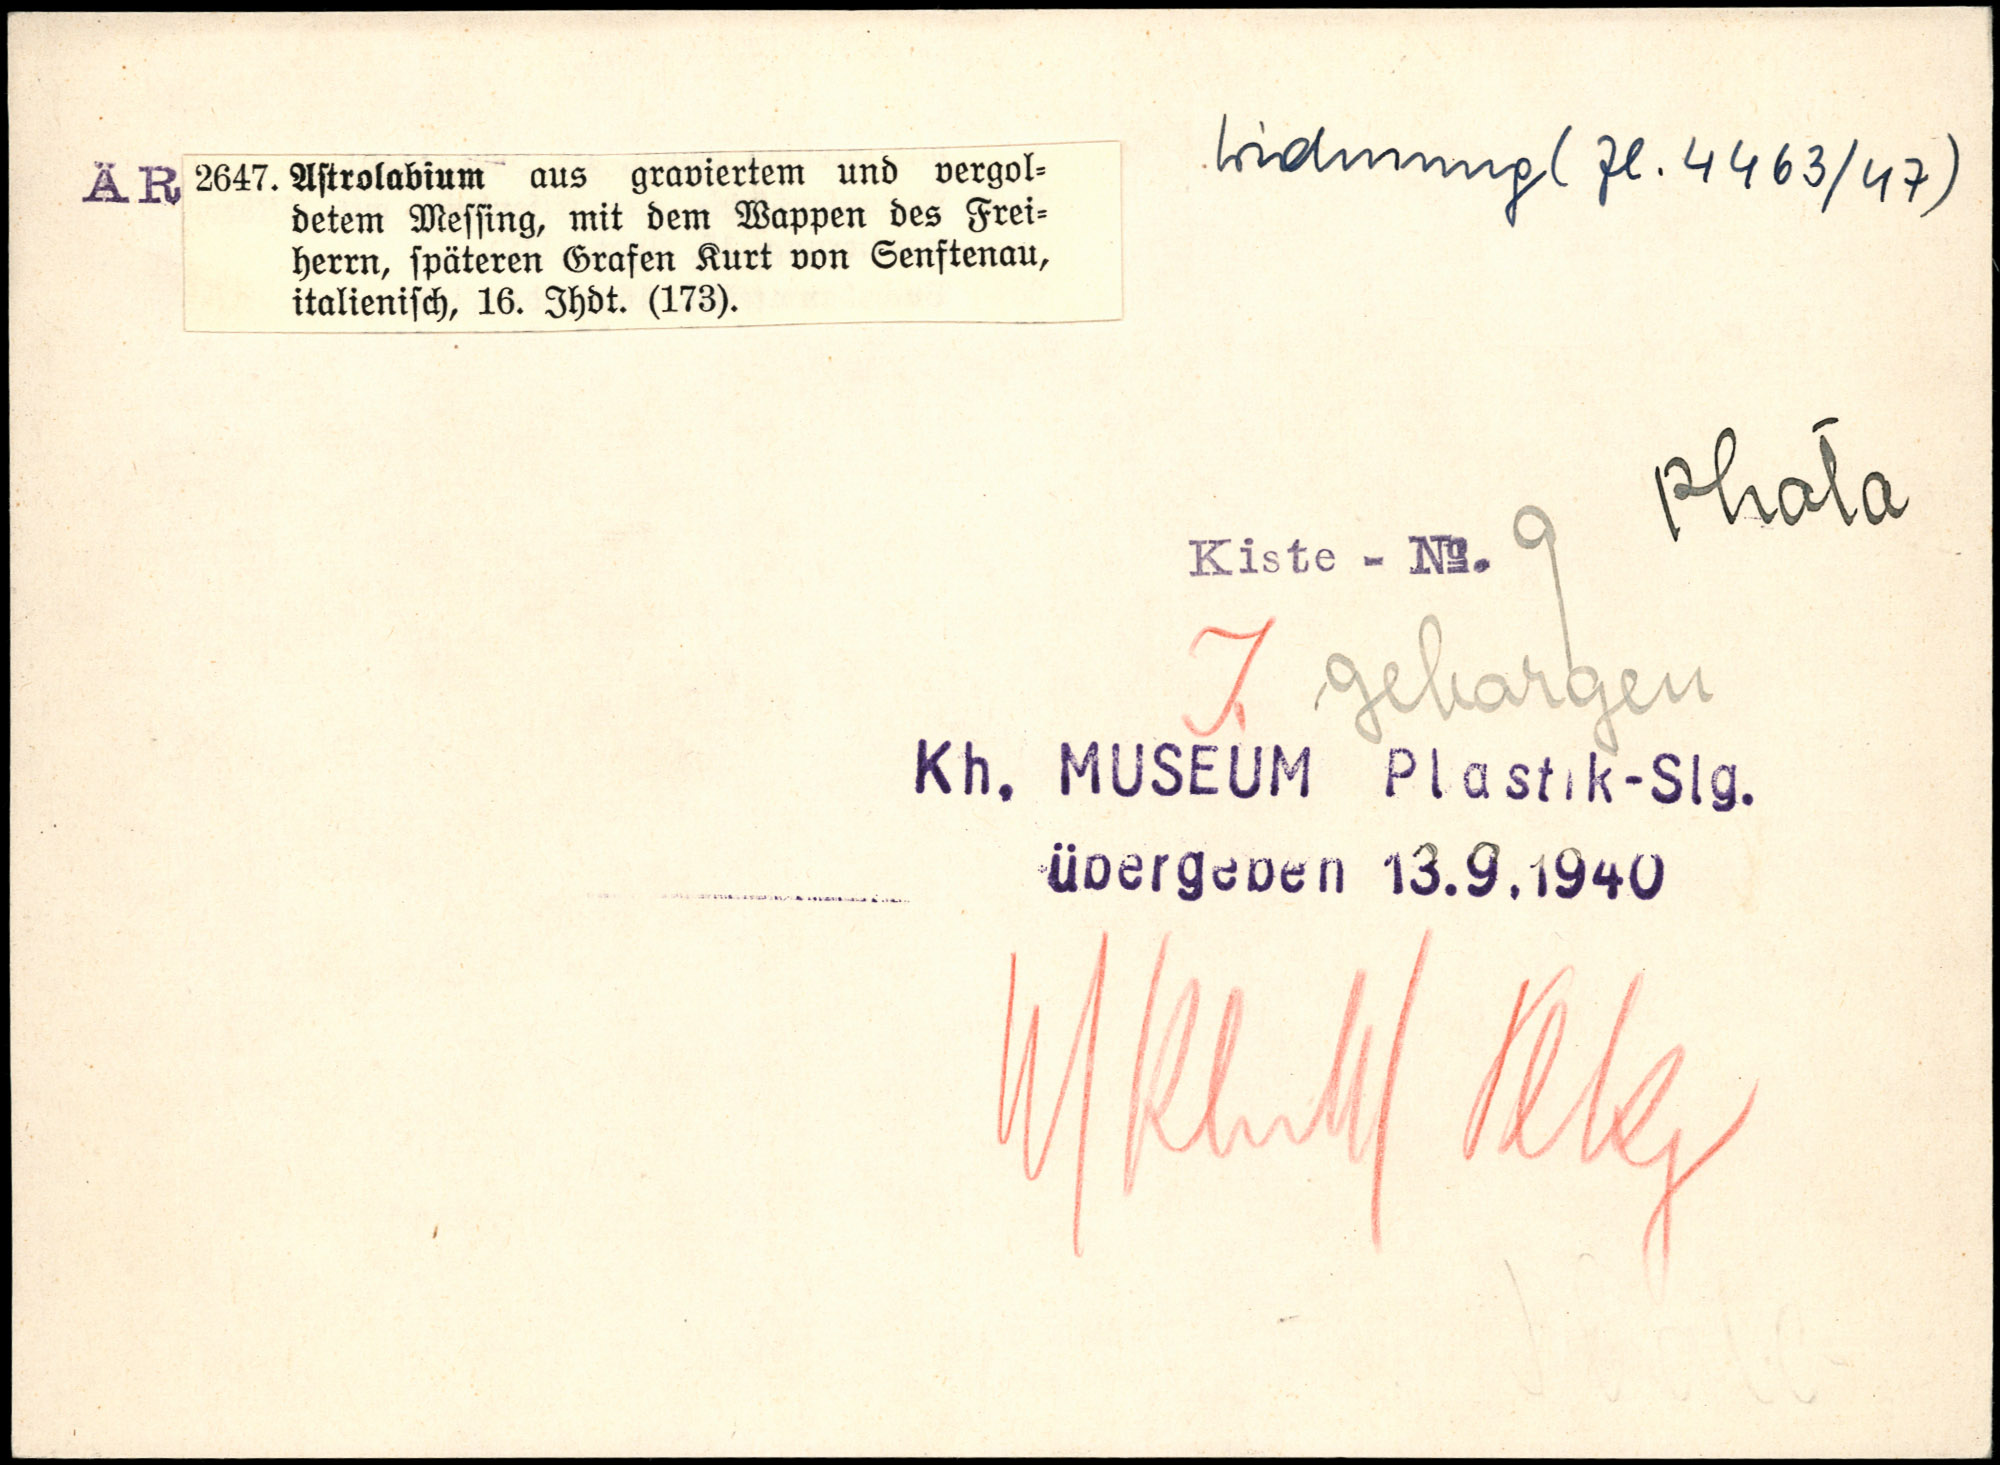 ÄR 2647. Aſtrolabium aus graviertem und vergol⸗
detem Meſſing, mit dem Wappen des Frei⸗
herrn, ſpäteren Grafen Kurt von Senftenau,
italieniſch, 16. Jhdt. (173).
Widmung (Zl. 4463/47)
Photo
Kiste - №. 9
I. geborgen
Kh. MUSEUM Plastik-Slg.
übergeben 13.9.1940